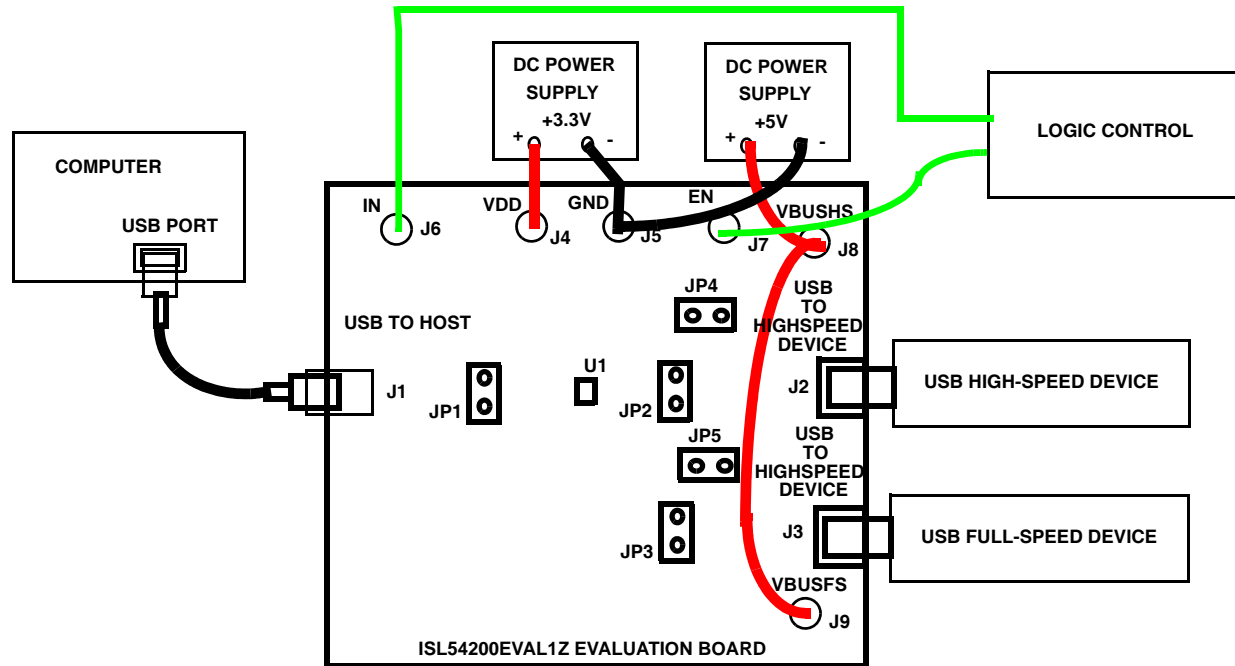 DC POWER
SUPPLY
+3.3V
+ -
DC POWER
SUPPLY
+5V
+ -
LOGIC CONTROL
COMPUTER
USB PORT
IN
J6
VDD
J4
GND
J5
EN
J7
VBUSHS
J8
USB TO HOST
J1
JP1
U1
JP4
JP2
JP5
JP3
USB
TO
HIGHSPEED
DEVICE
J2
USB HIGH-SPEED DEVICE
USB
TO
HIGHSPEED
DEVICE
J3
USB FULL-SPEED DEVICE
VBUSFS
J9
ISL54200EVAL1Z EVALUATION BOARD